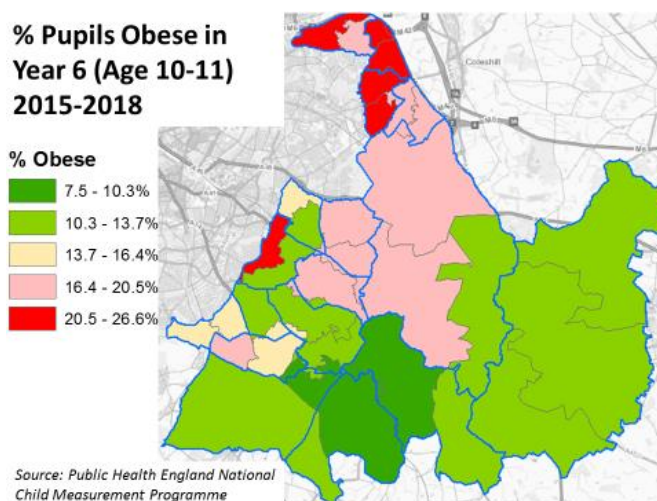 % Pupils Obese in
Year 6 (Age 10-11)
2015-2018
% Obese
7.5 - 10.3%
10.3 - 13.7%
13.7 - 16.4%
16.4 - 20.5%
20.5 - 26.6%
Coleshill
M 42
Source: Public Health England National
Child Measurement Programme